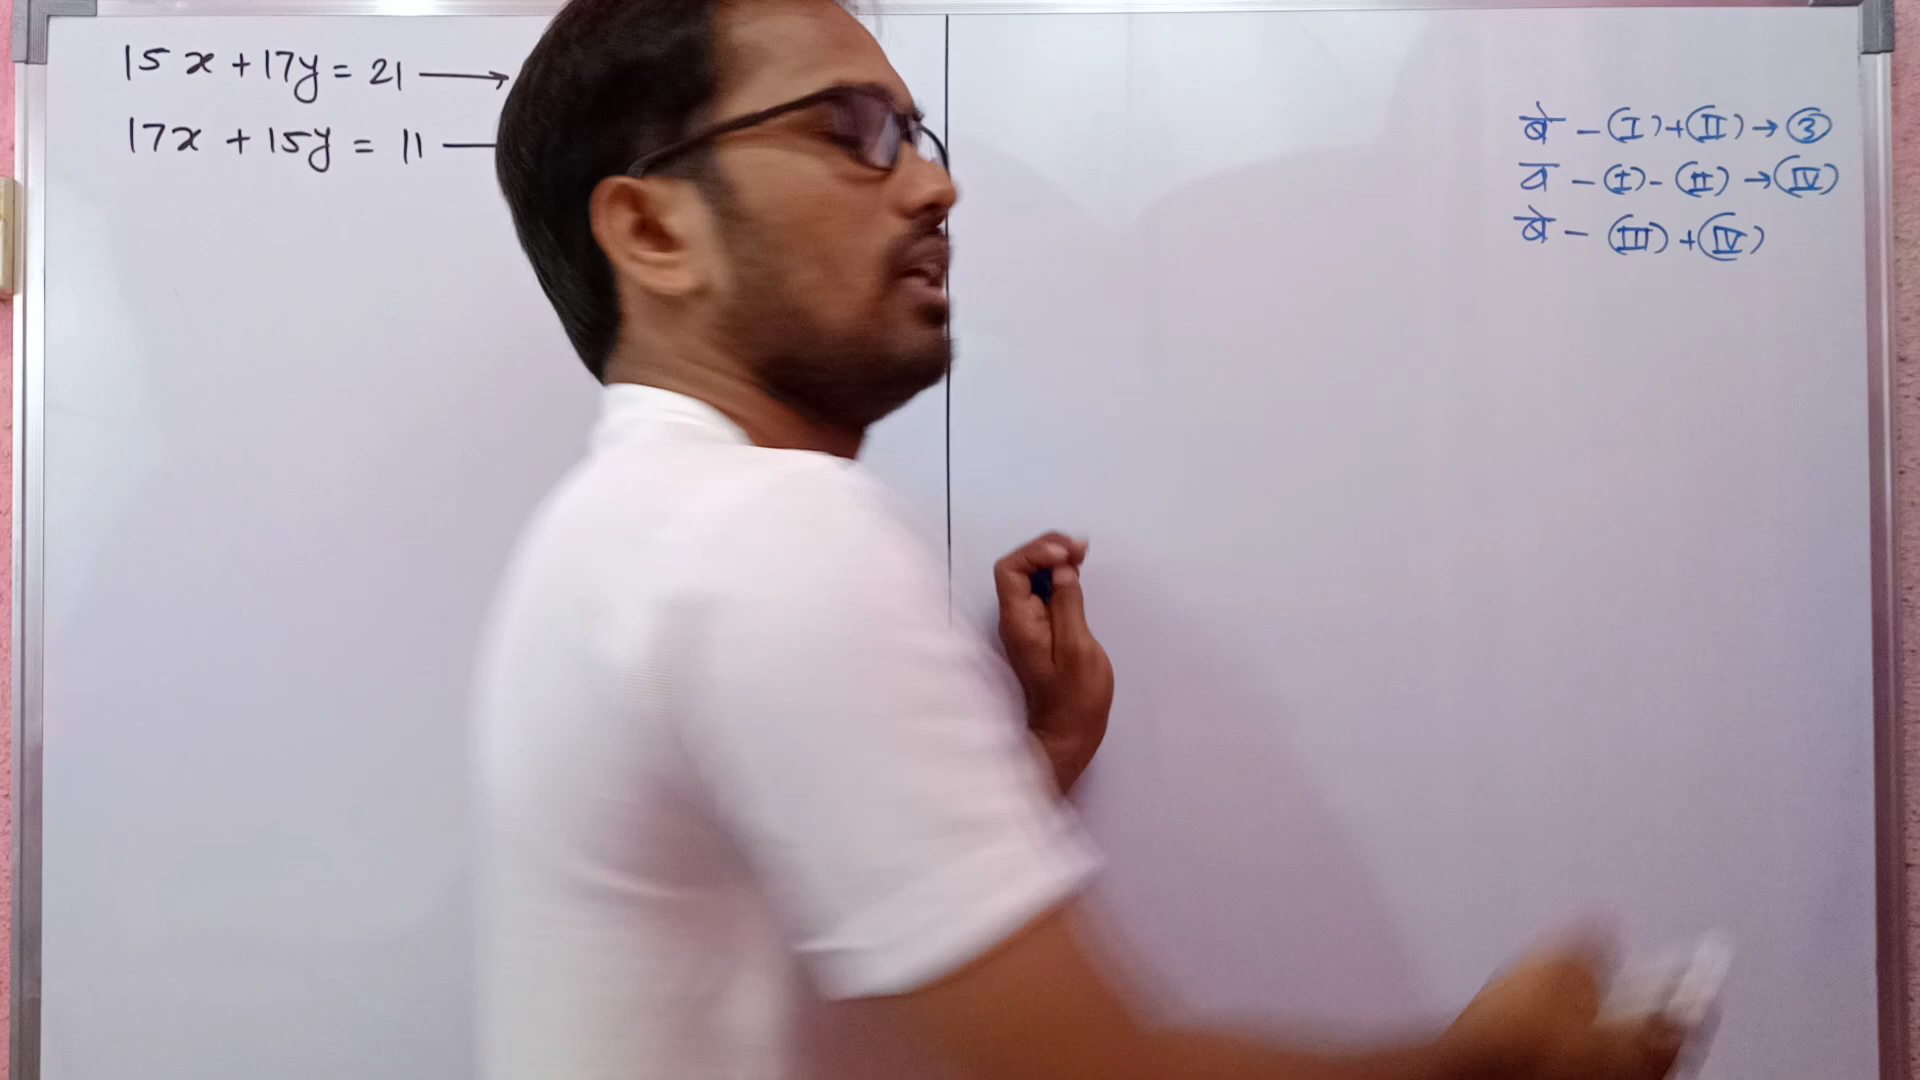 15x + 17y = 21 →
17x + 15y = 11 —
बे - (I) + (II) → ③
व - (I) - (II) → (IV)
बे - (III) + (IV)